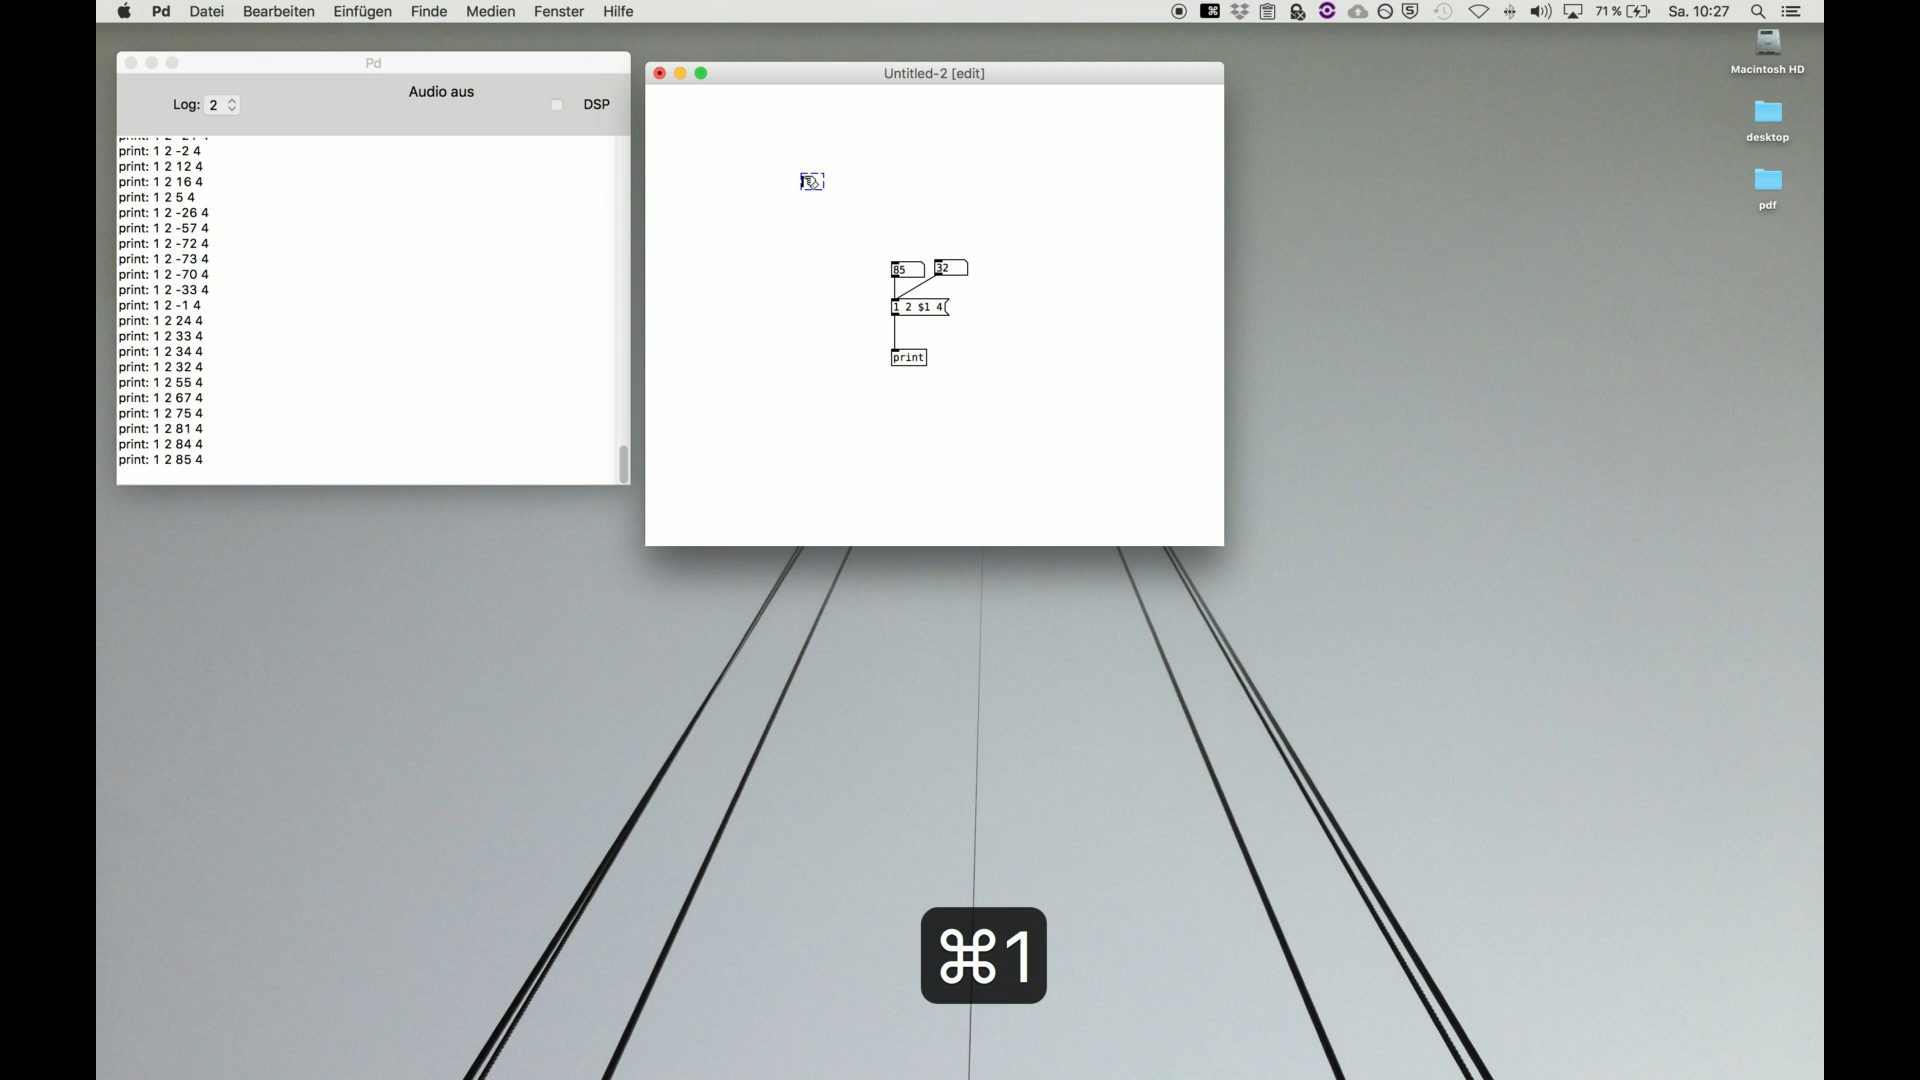 Pd Datei Bearbeiten Einfügen Finde Medien Fenster Hilfe 71 % Sa. 10:27
Pd
Log: 2
Audio aus
DSP
print: 1 2 -2 4
print: 1 2 12 4
print: 1 2 16 4
print: 1 2 5 4
print: 1 2 -26 4
print: 1 2 -57 4
print: 1 2 -72 4
print: 1 2 -73 4
print: 1 2 -70 4
print: 1 2 -33 4
print: 1 2 -1 4
print: 1 2 24 4
print: 1 2 33 4
print: 1 2 34 4
print: 1 2 32 4
print: 1 2 55 4
print: 1 2 67 4
print: 1 2 75 4
print: 1 2 81 4
print: 1 2 84 4
print: 1 2 85 4
Untitled-2 [edit]
85 32
1 2 $1 4
print
Macintosh HD
desktop
pdf
⌘1